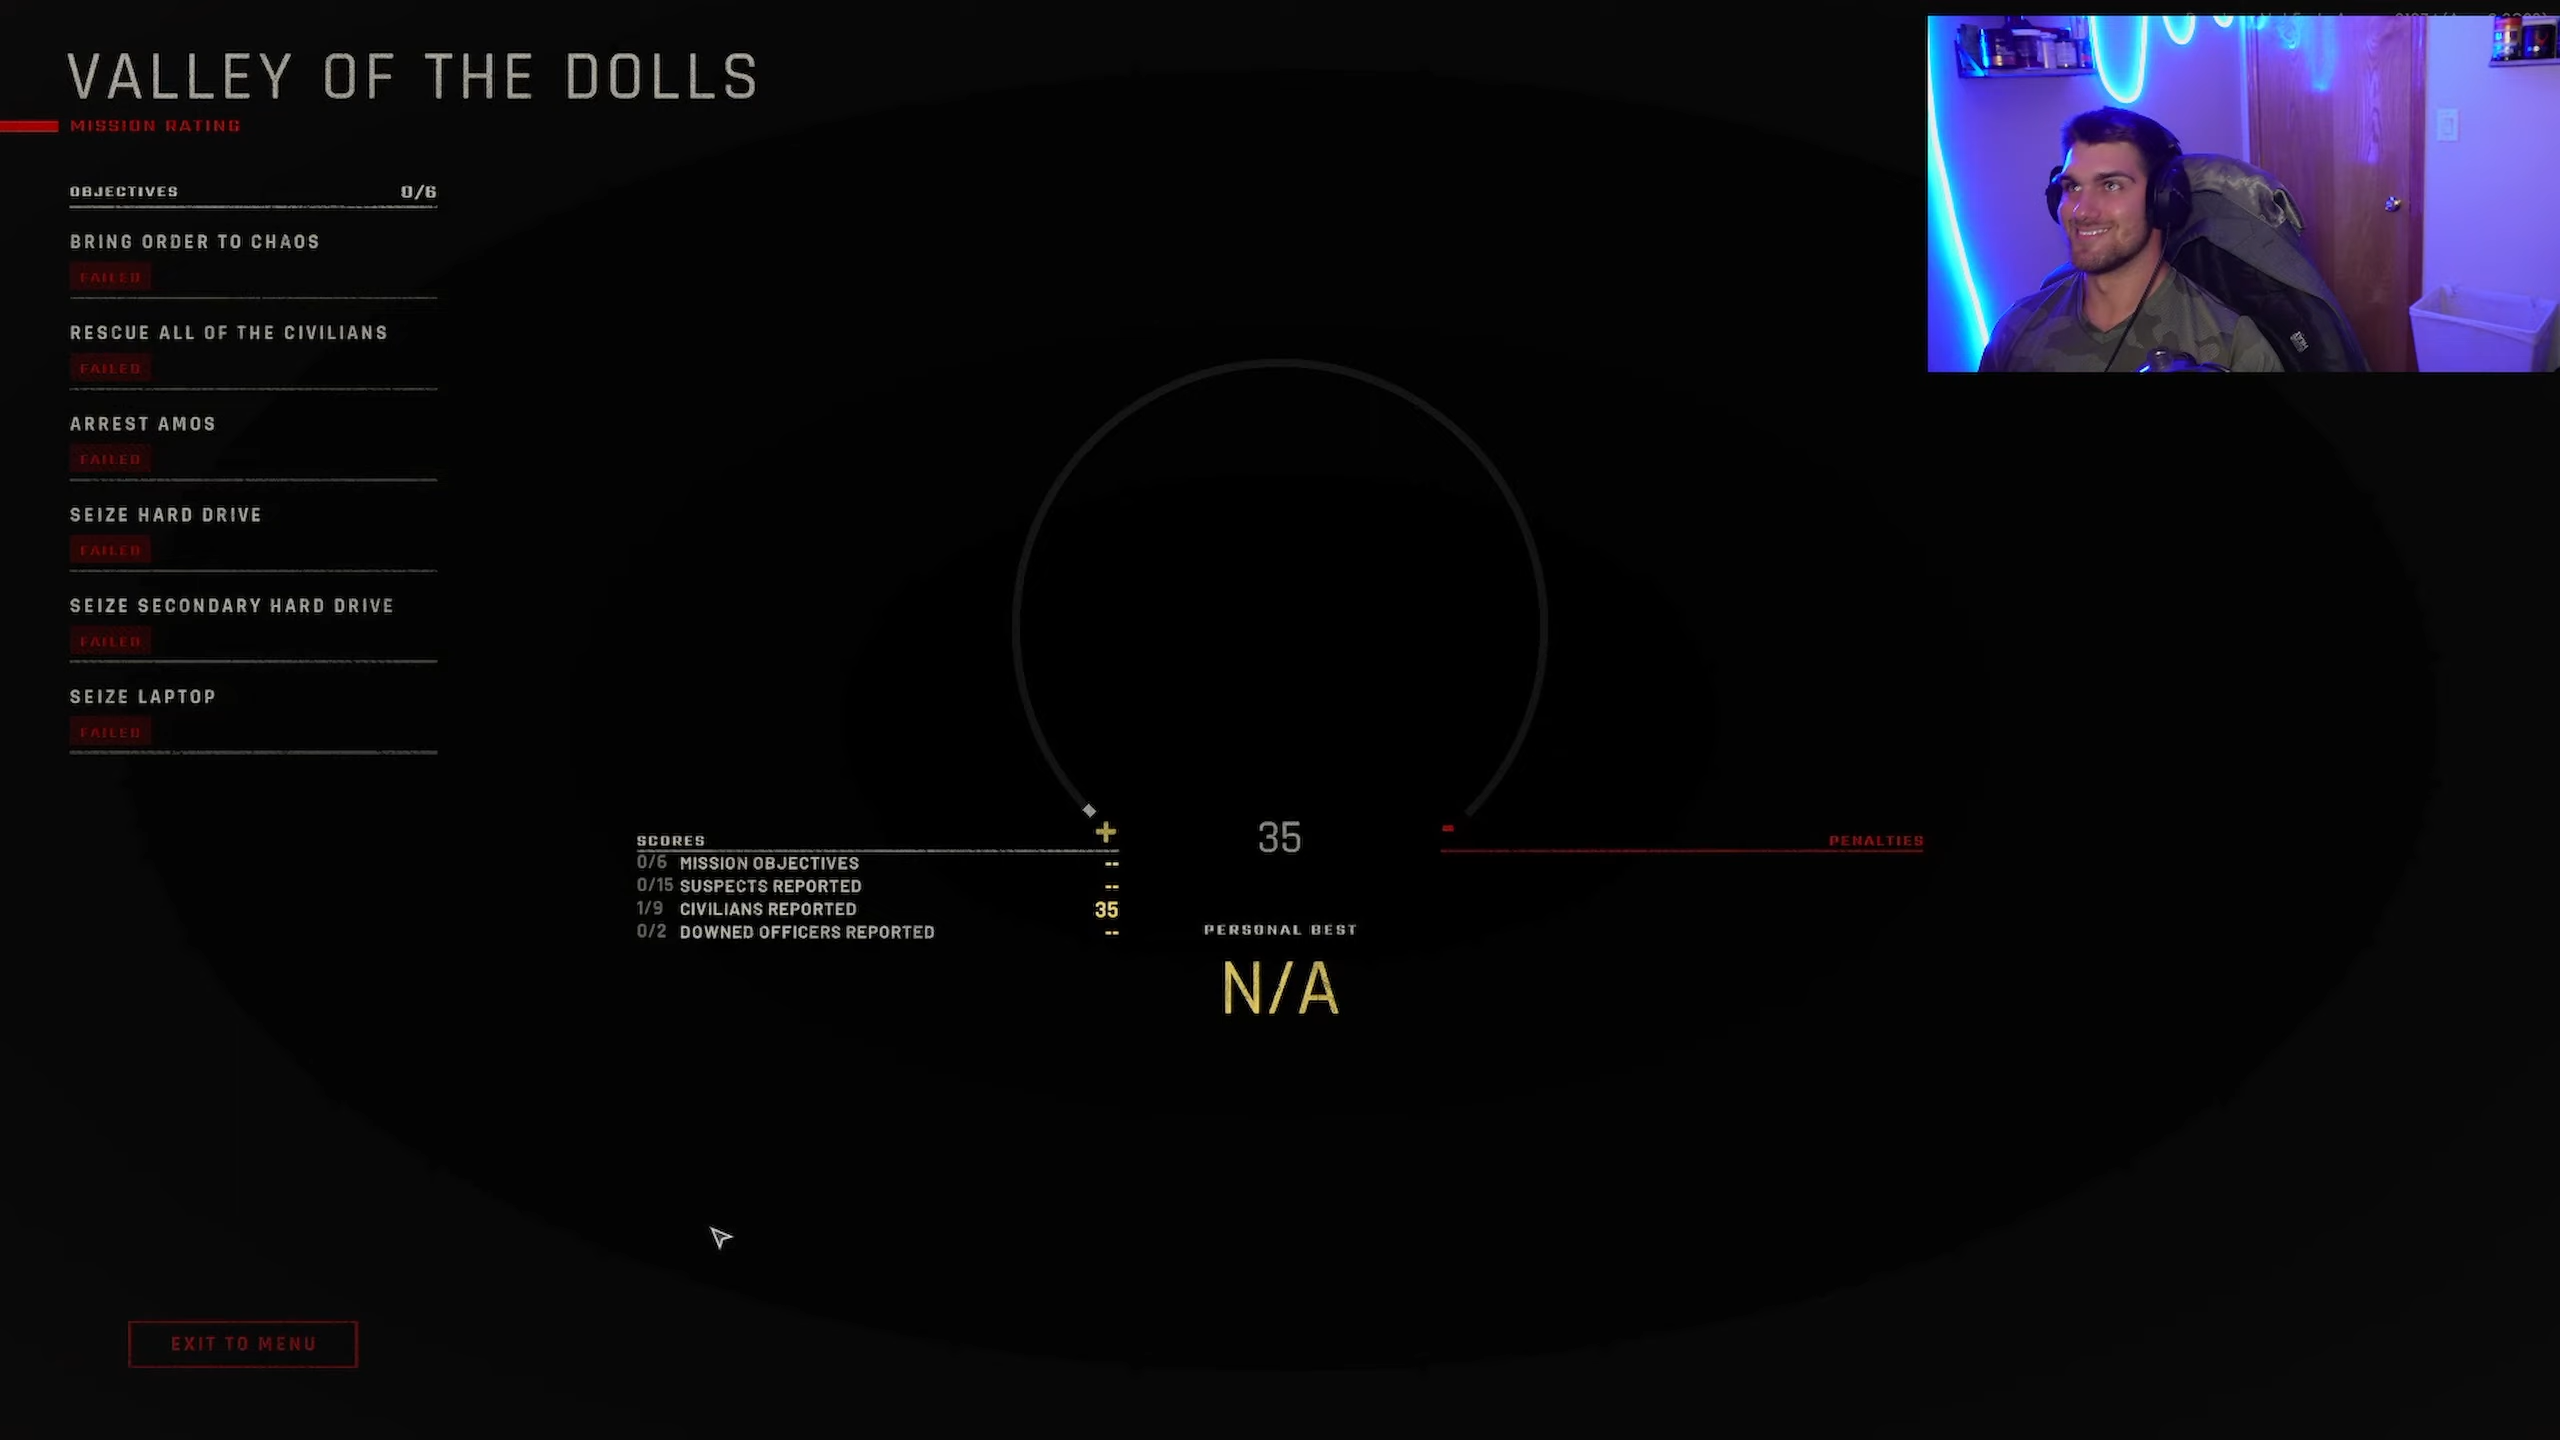 VALLEY OF THE DOLLS
MISSION RATING
OBJECTIVES 0/6
BRING ORDER TO CHAOS
FAILED
RESCUE ALL OF THE CIVILIANS
FAILED
ARREST AMOS
FAILED
SEIZE HARD DRIVE
FAILED
SEIZE SECONDARY HARD DRIVE
FAILED
SEIZE LAPTOP
FAILED
SCORES +
0/6 MISSION OBJECTIVES --
0/15 SUSPECTS REPORTED --
1/9 CIVILIANS REPORTED 35
0/2 DOWNED OFFICERS REPORTED --
35
PERSONAL BEST
N/A
- PENALTIES
EXIT TO MENU